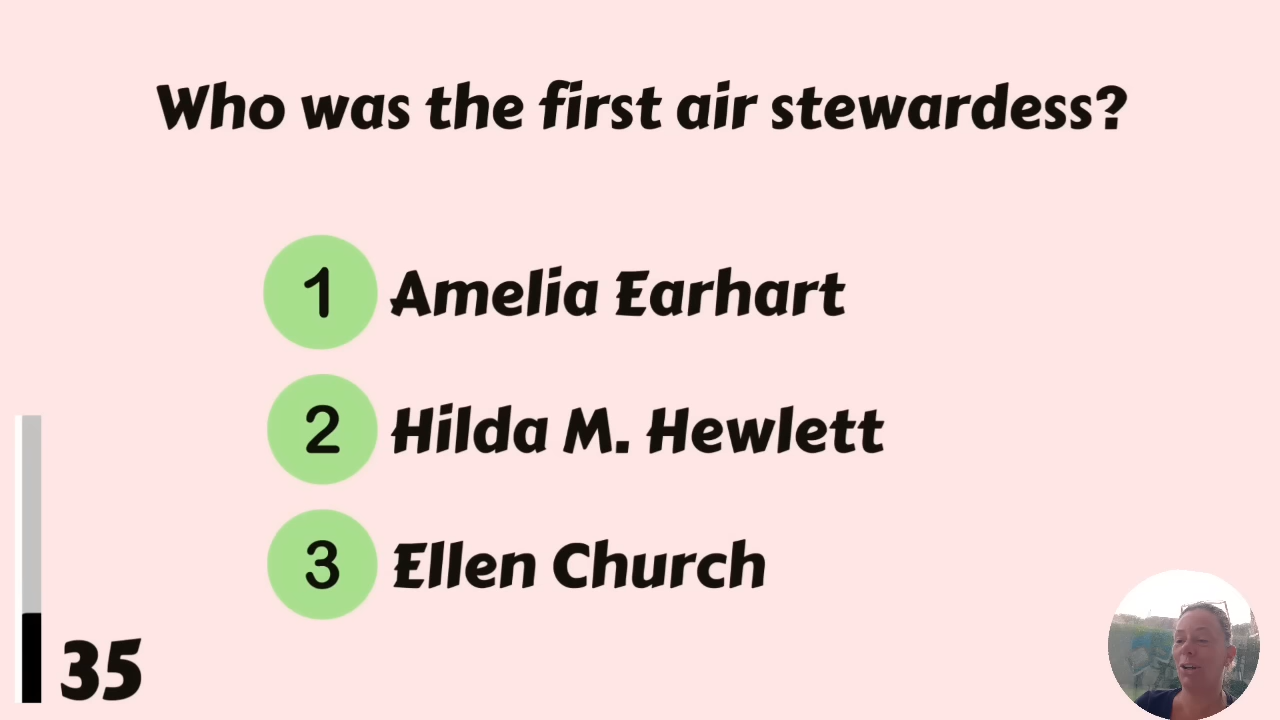 Who was the first air stewardess?
1 Amelia Earhart
2 Hilda M. Hewlett
3 Ellen Church
35